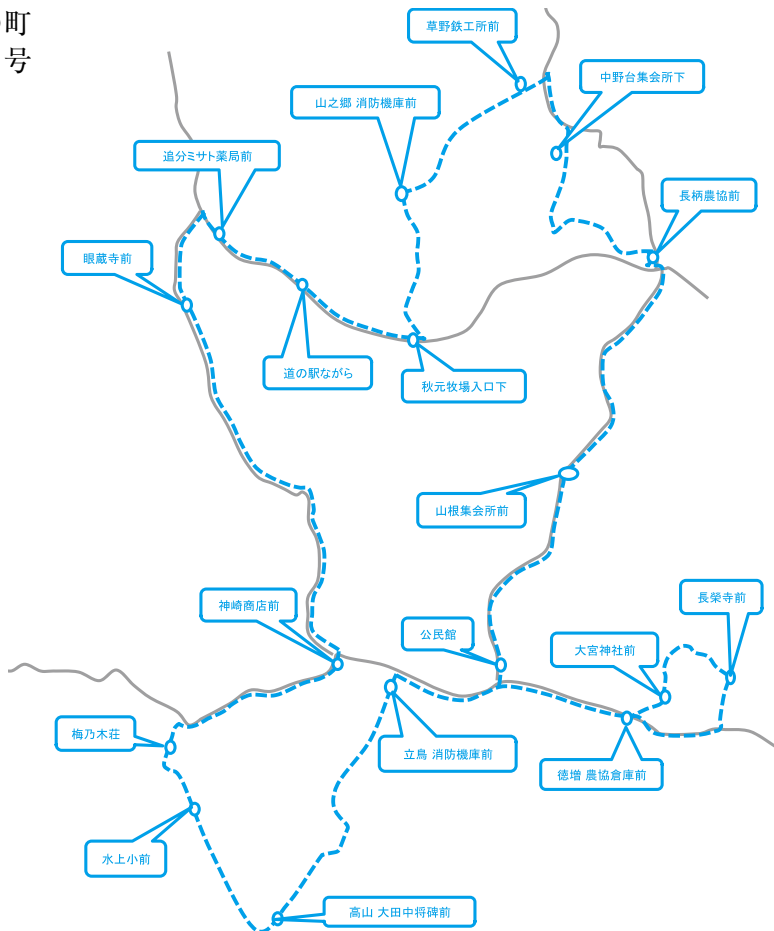 町
号
草野鉄工所前
中野台集会所下
山之郷 消防機庫前
追分ミサト薬局前
長柄農協前
眼蔵寺前
道の駅ながら
秋元牧場入口下
山根集会所前
神崎商店前
公民館
長榮寺前
大宮神社前
梅乃木荘
立鳥 消防機庫前
徳増 農協倉庫前
水上小前
高山 大田中将碑前